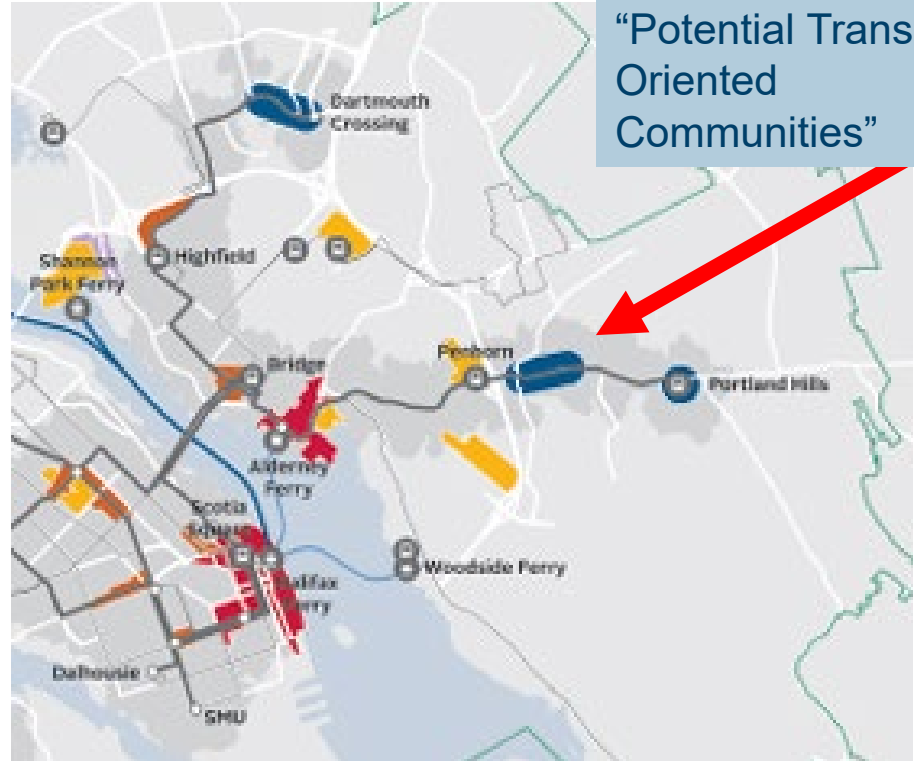 “Potential Trans
Oriented
Communities”
Dartmouth
Crossing
Highfield
Shannon
Park Ferry
Bridge
Penhorn
Portland Hills
Alderney
Ferry
Scotia
Square
Halifax
Ferry
Woodside Ferry
Dalhousie
SMU